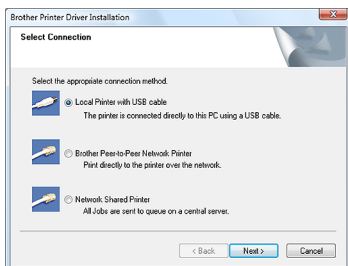 Brother Printer Driver Installation
Select Connection
Select the appropriate connection method.
Local Printer with USB cable
The printer is connected directly to this PC using a USB cable.
Brother Peer-to-Peer Network Printer
Print directly to the printer over the network.
Network Shared Printer
All Jobs are sent to queue on a central server.
< Back Next > Cancel